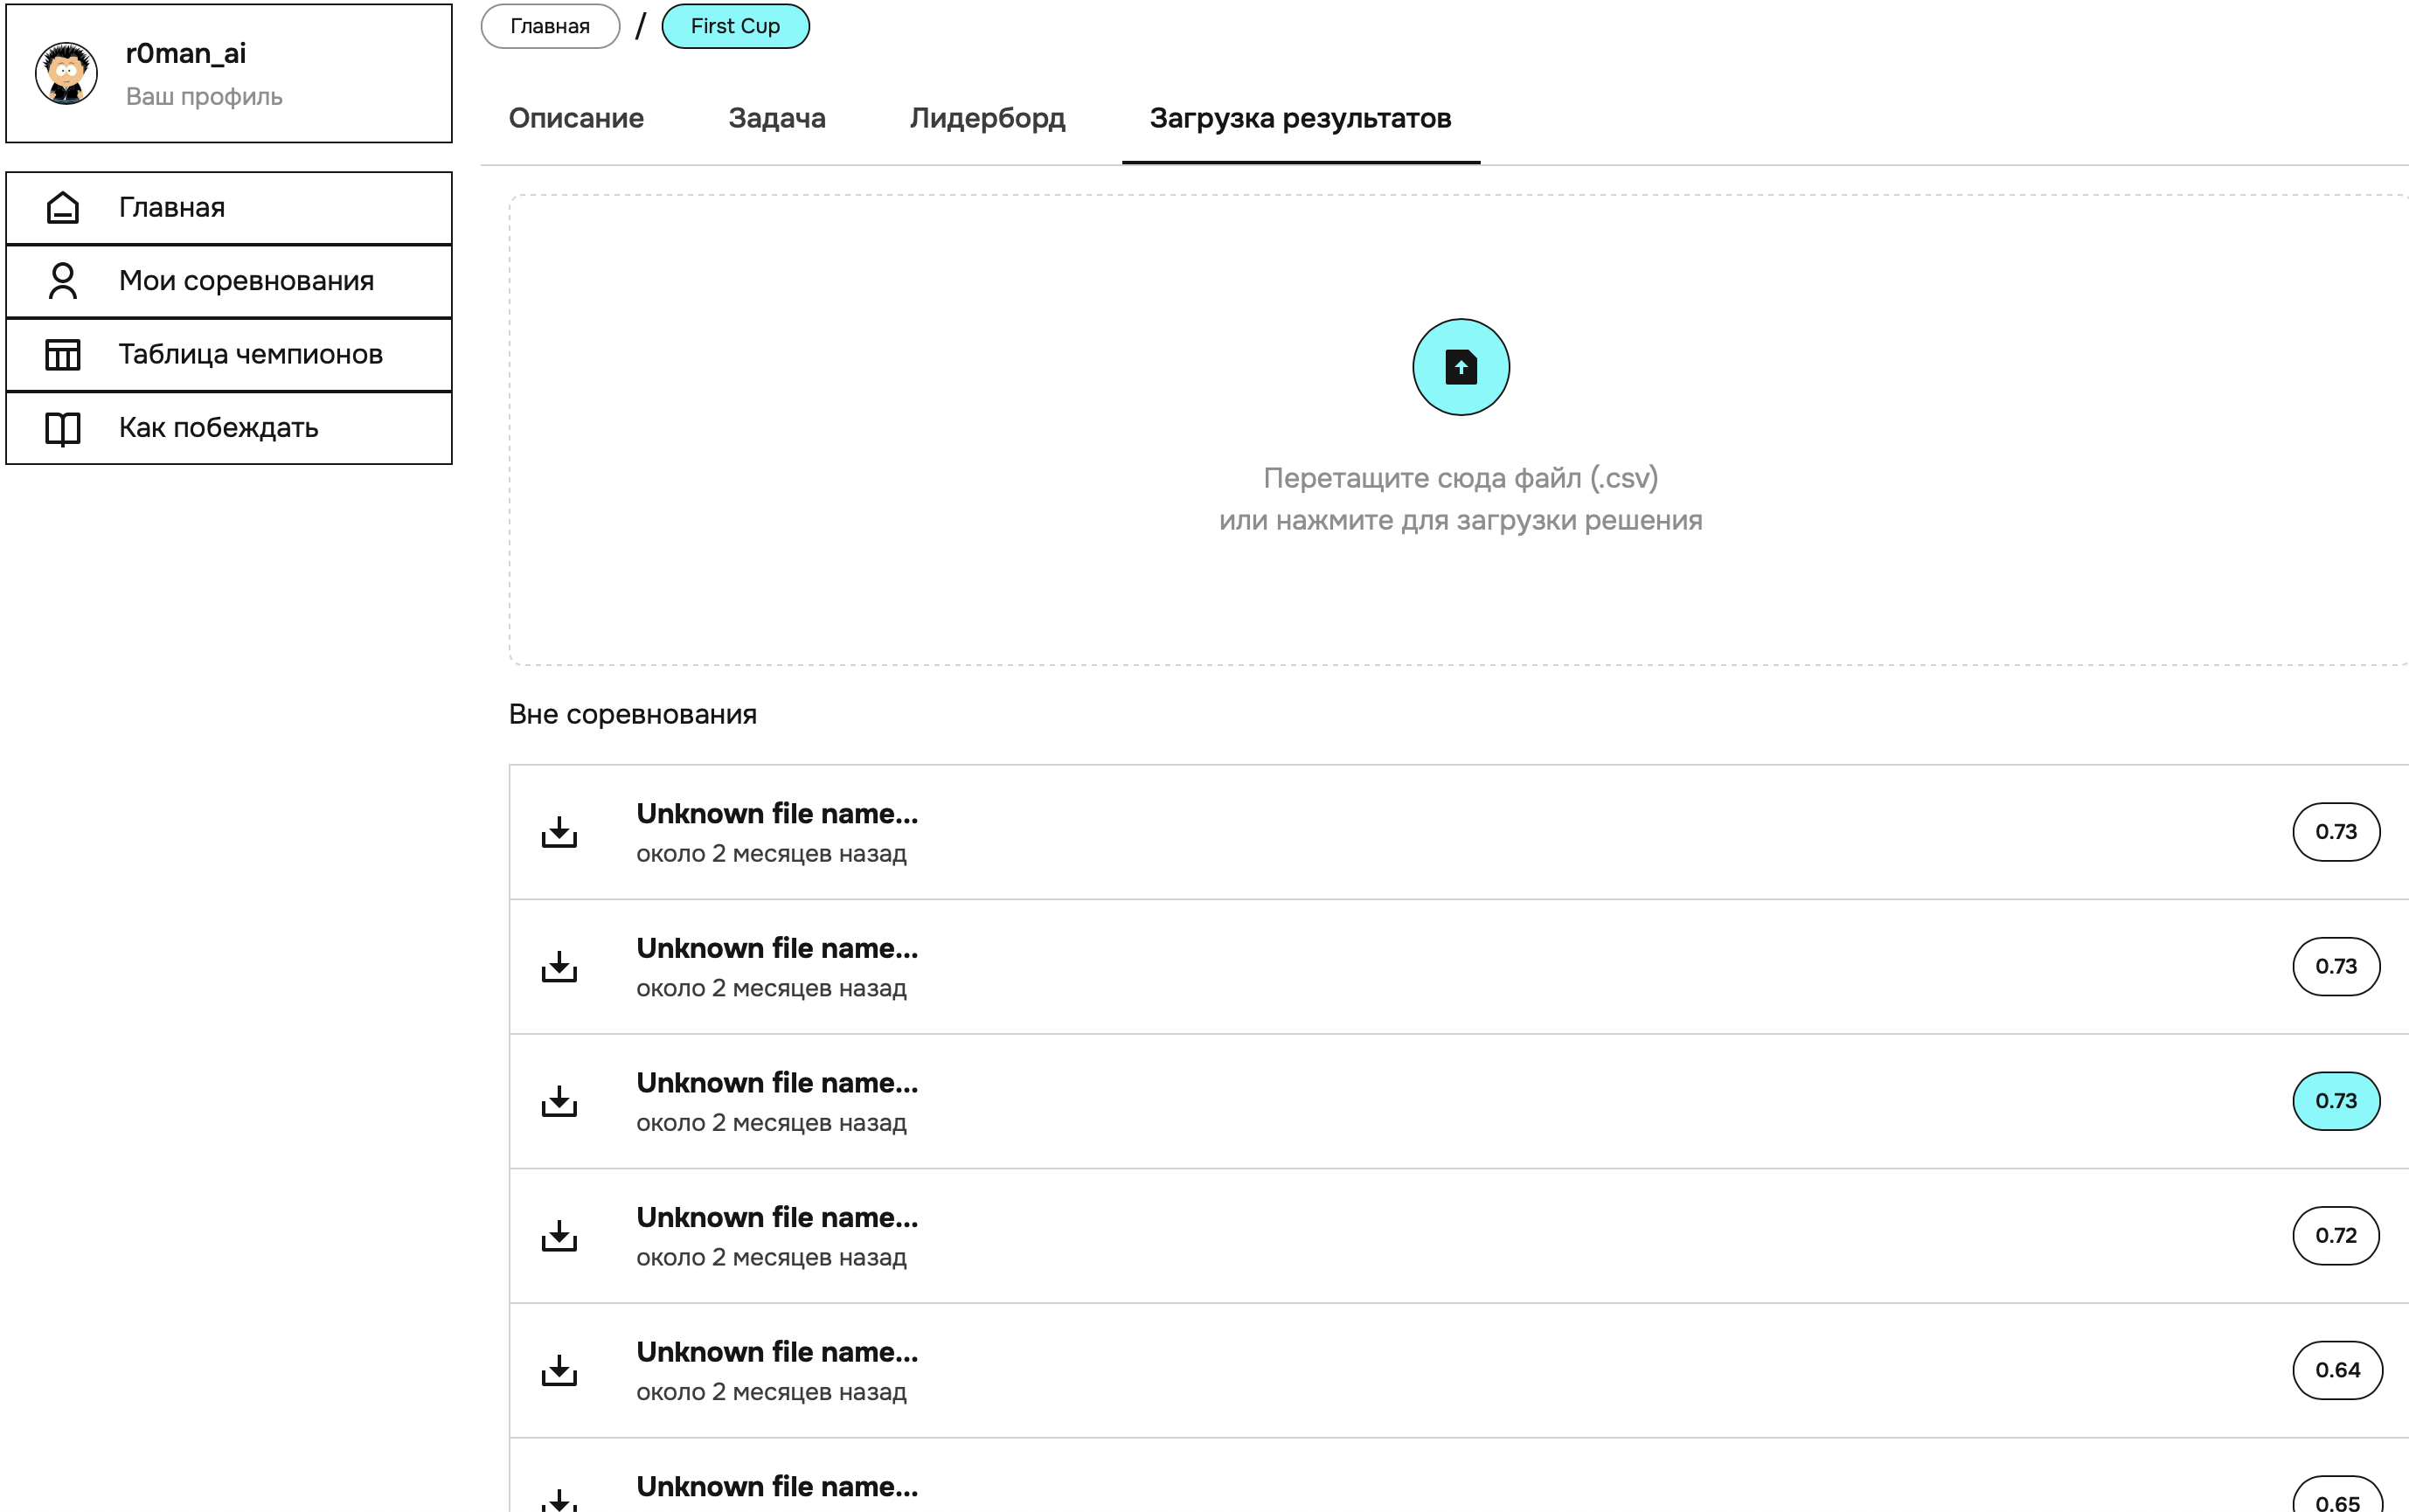 r0man_ai
Ваш профиль
Главная
Мои соревнования
Таблица чемпионов
Как побеждать
Главная / First Cup
Описание Задача Лидерборд Загрузка результатов
Перетащите сюда файл (.csv)
или нажмите для загрузки решения
Вне соревнования
Unknown file name...
около 2 месяцев назад
0.73
Unknown file name...
около 2 месяцев назад
0.73
Unknown file name...
около 2 месяцев назад
0.73
Unknown file name...
около 2 месяцев назад
0.72
Unknown file name...
около 2 месяцев назад
0.64
Unknown file name...
0.65